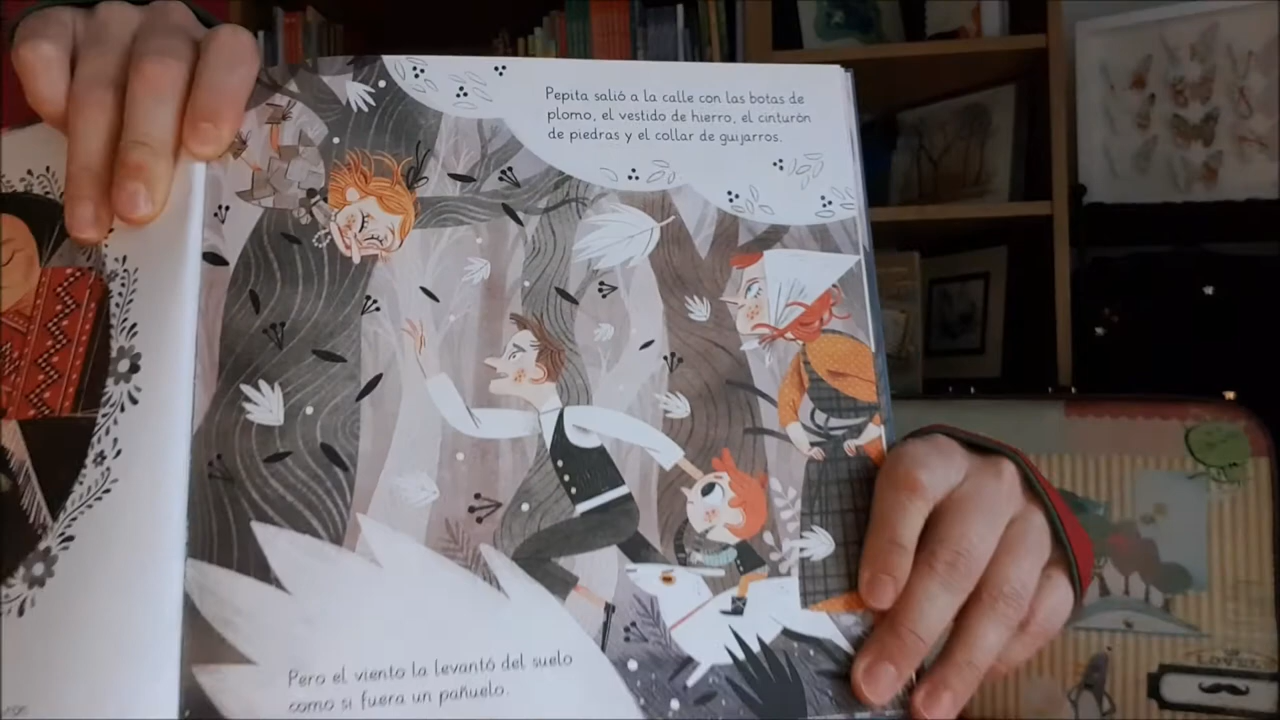 Pepita salió a la calle con las botas de
plomo, el vestido de hierro, el cinturón
de piedras y el collar de guijarros.
Pero el viento la levantó del suelo
como si fuera un pañuelo.
LOVE